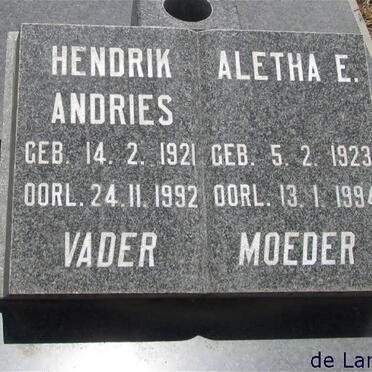 HENDRIK
ANDRIES
GEB. 14. 2. 1921
OORL. 24. 11. 1992
VADER
ALETHA E.
GEB. 5. 2. 1923
OORL. 13. 1. 1994
MOEDER
de Lan